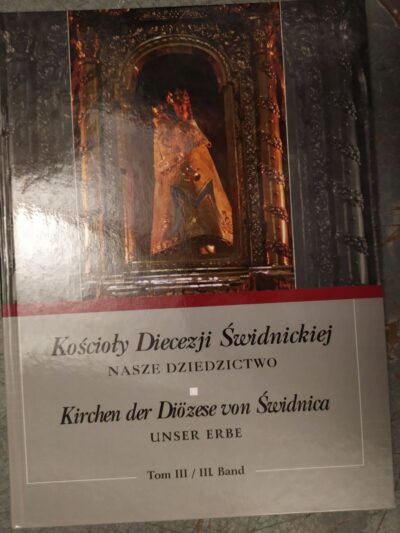 Kościoły Diecezji Świdnickiej
NASZE DZIEDZICTWO
Kirchen der Diözese von Świdnica
UNSER ERBE
Tom III / III. Band